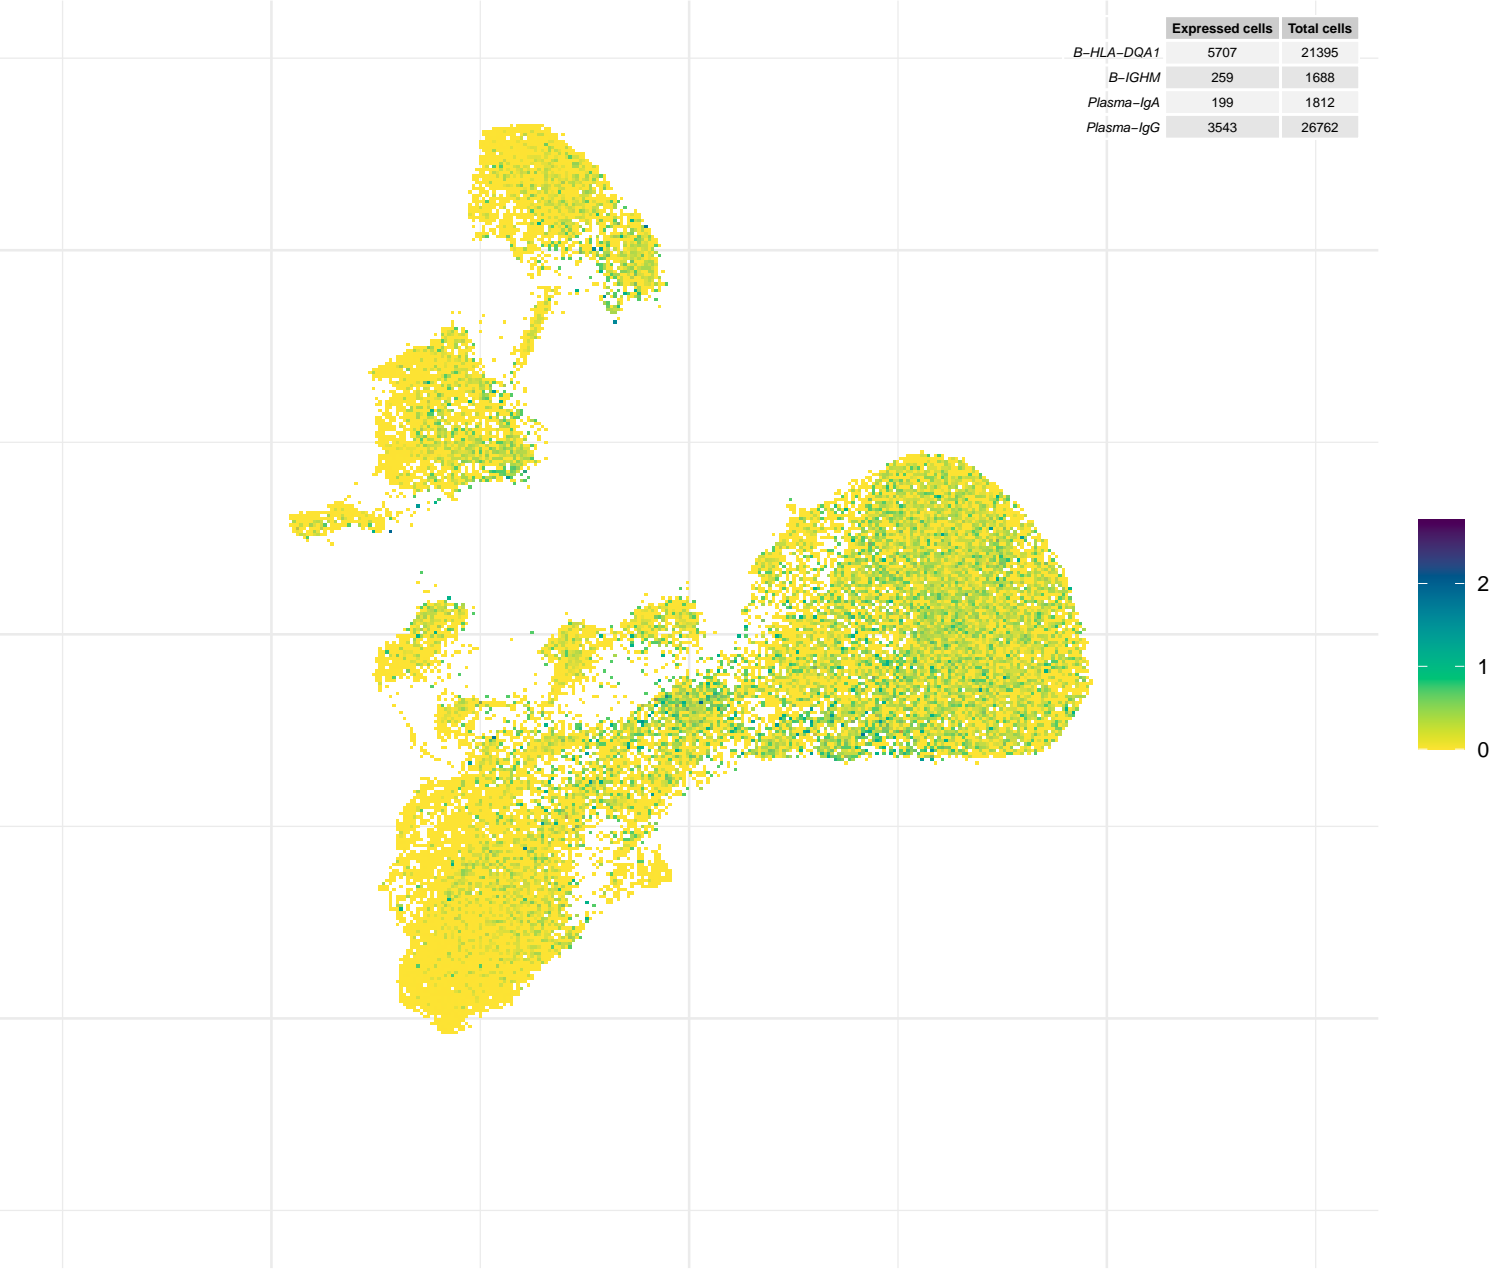 Expressed cells Total cells
B−HLA−DQA1 5707 21395
B−IGHM 259 1688
Plasma−IgA 199 1812
Plasma−IgG 3543 26762
2
1
0